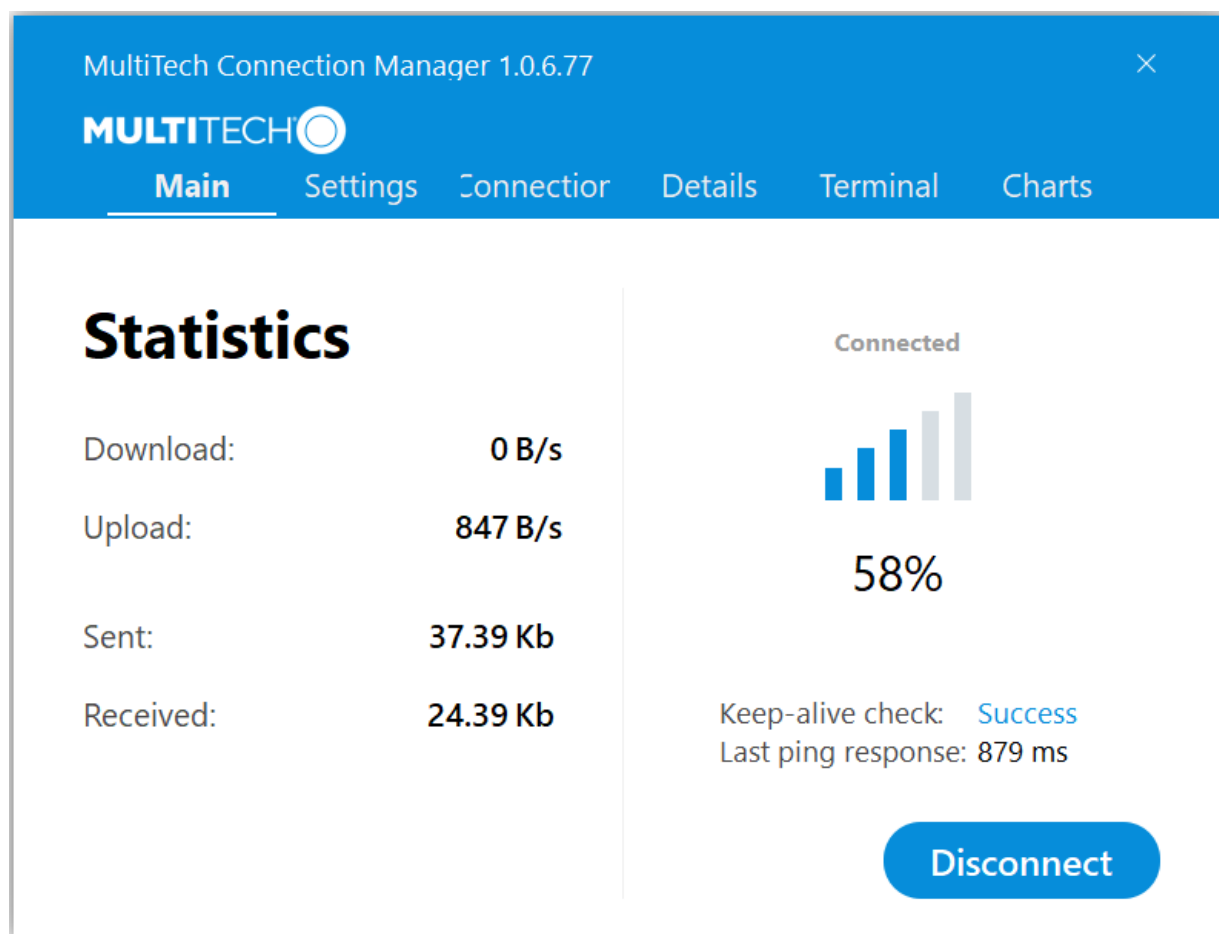 MultiTech Connection Manager 1.0.6.77
MULTITECH
Main Settings Connection Details Terminal Charts
Statistics
Connected
Download: 0 B/s
Upload: 847 B/s
58%
Sent: 37.39 Kb
Received: 24.39 Kb
Keep-alive check: Success
Last ping response: 879 ms
Disconnect